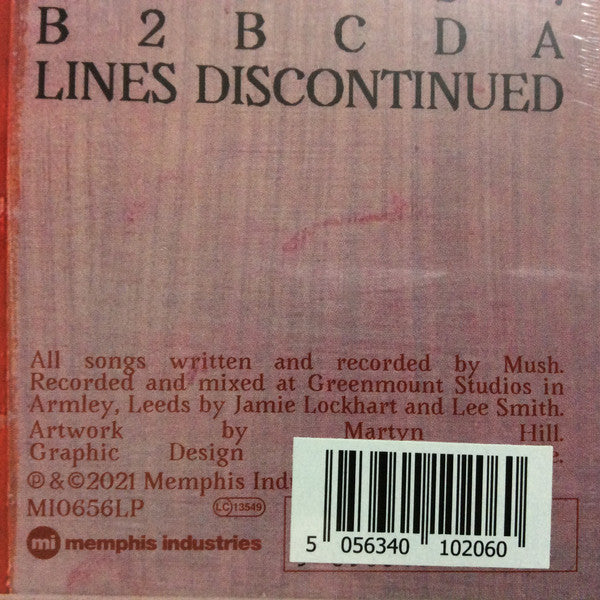 B 2 B C D A
LINES DISCONTINUED
All songs written and recorded by Mush.
Recorded and mixed at Greenmount Studios in
Armley, Leeds by Jamie Lockhart and Lee Smith.
Artwork by Martyn Hill.
Graphic Design
℗&©2021 Memphis
MI0656LP LC 13549
mi memphis industries
5 056340 102060